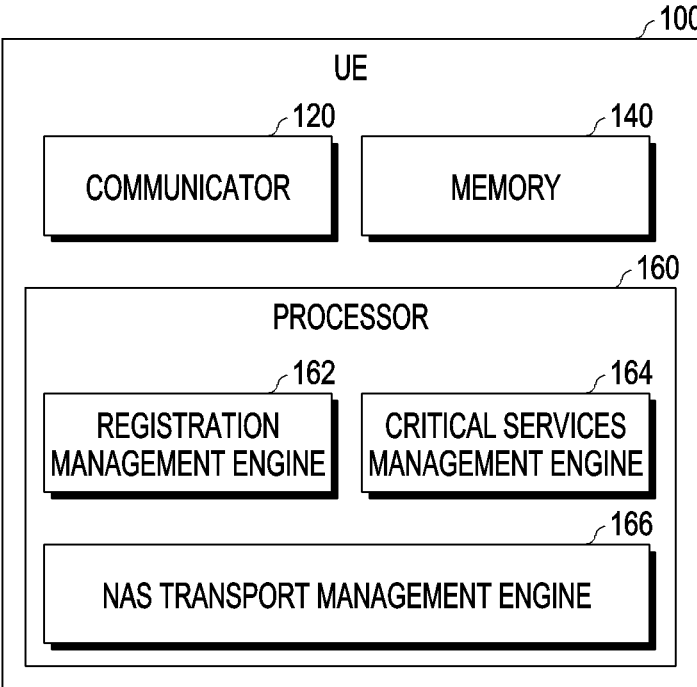 100
UE
120
140
COMMUNICATOR
MEMORY
160
PROCESSOR
162
164
REGISTRATION
MANAGEMENT ENGINE
CRITICAL SERVICES
MANAGEMENT ENGINE
166
NAS TRANSPORT MANAGEMENT ENGINE